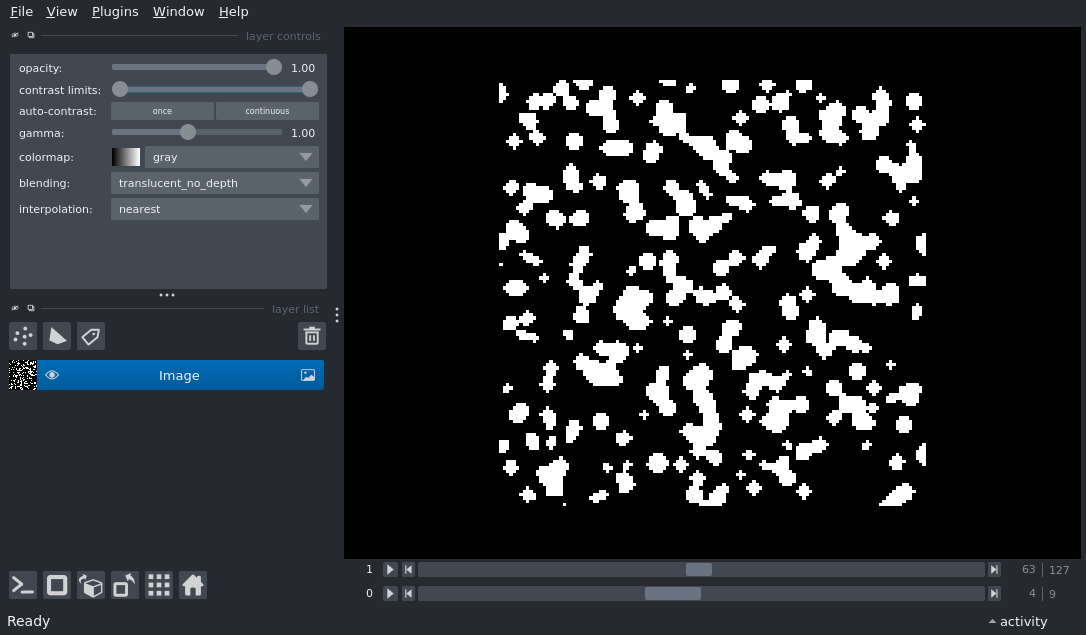 File View Plugins Window Help
layer controls
opacity: 1.00
contrast limits:
auto-contrast: once continuous
gamma: 1.00
colormap: gray
blending: translucent_no_depth
interpolation: nearest
layer list
Image
1 63 127
0 4 9
Ready activity